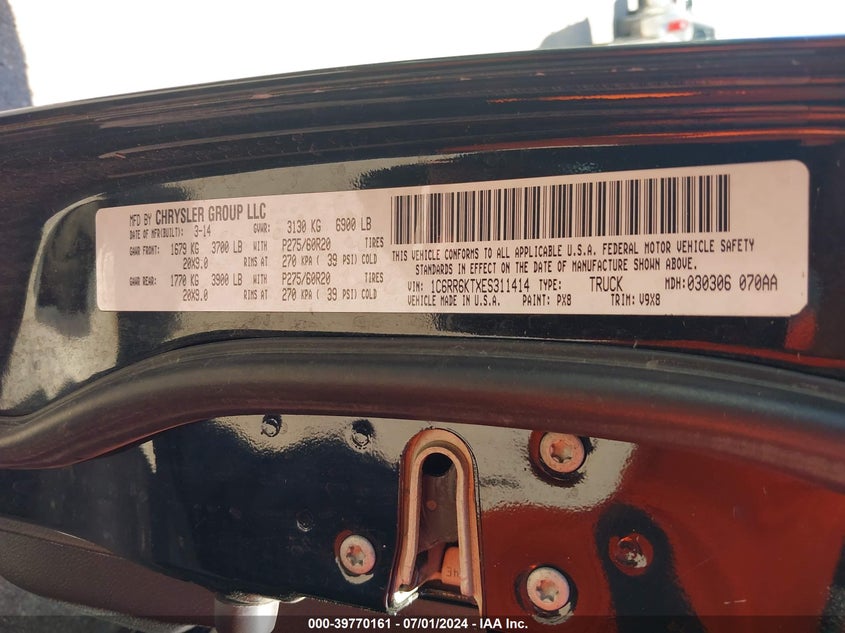 MFD BY CHRYSLER GROUP LLC
DATE OF MFR(BUILT): 3-14 GVWR: 3130 KG 6900 LB
GAWR FRONT: 1679 KG 3700 LB WITH P275/60R20 TIRES
20X9.0 RIMS AT 270 KPA ( 39 PSI) COLD
GAWR REAR: 1770 KG 3900 LB WITH P275/60R20 TIRES
20X9.0 RIMS AT 270 KPA ( 39 PSI) COLD
THIS VEHICLE CONFORMS TO ALL APPLICABLE U.S.A. FEDERAL MOTOR VEHICLE SAFETY
STANDARDS IN EFFECT ON THE DATE OF MANUFACTURE SHOWN ABOVE.
VIN: 1C6RR6KTXES311414 TYPE: TRUCK MDH:030306 070AA
VEHICLE MADE IN U.S.A. PAINT: PX8 TRIM: V9X8
000-39770161 - 07/01/2024 - IAA Inc.